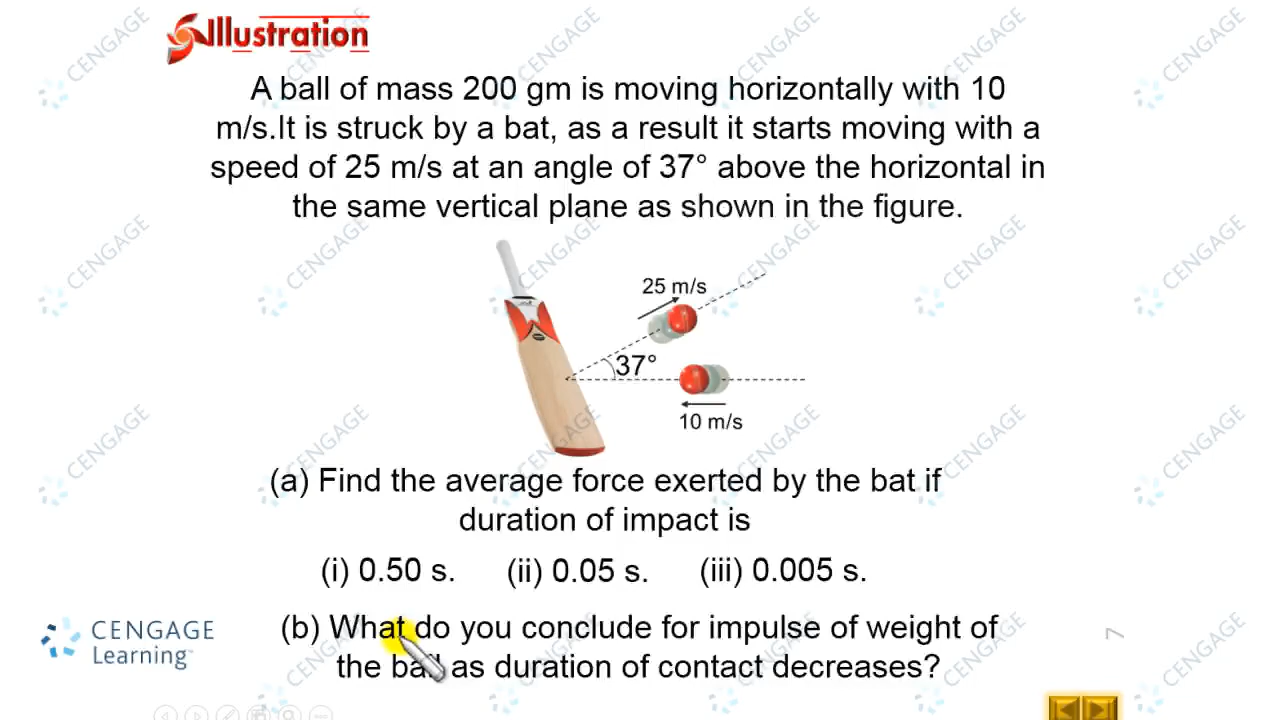 Illustration
A ball of mass 200 gm is moving horizontally with 10
m/s.It is struck by a bat, as a result it starts moving with a
speed of 25 m/s at an angle of 37° above the horizontal in
the same vertical plane as shown in the figure.
25 m/s
37°
10 m/s
(a) Find the average force exerted by the bat if
duration of impact is
(i) 0.50 s. (ii) 0.05 s. (iii) 0.005 s.
(b) What do you conclude for impulse of weight of
the ball as duration of contact decreases?
CENGAGE
Learning™
7